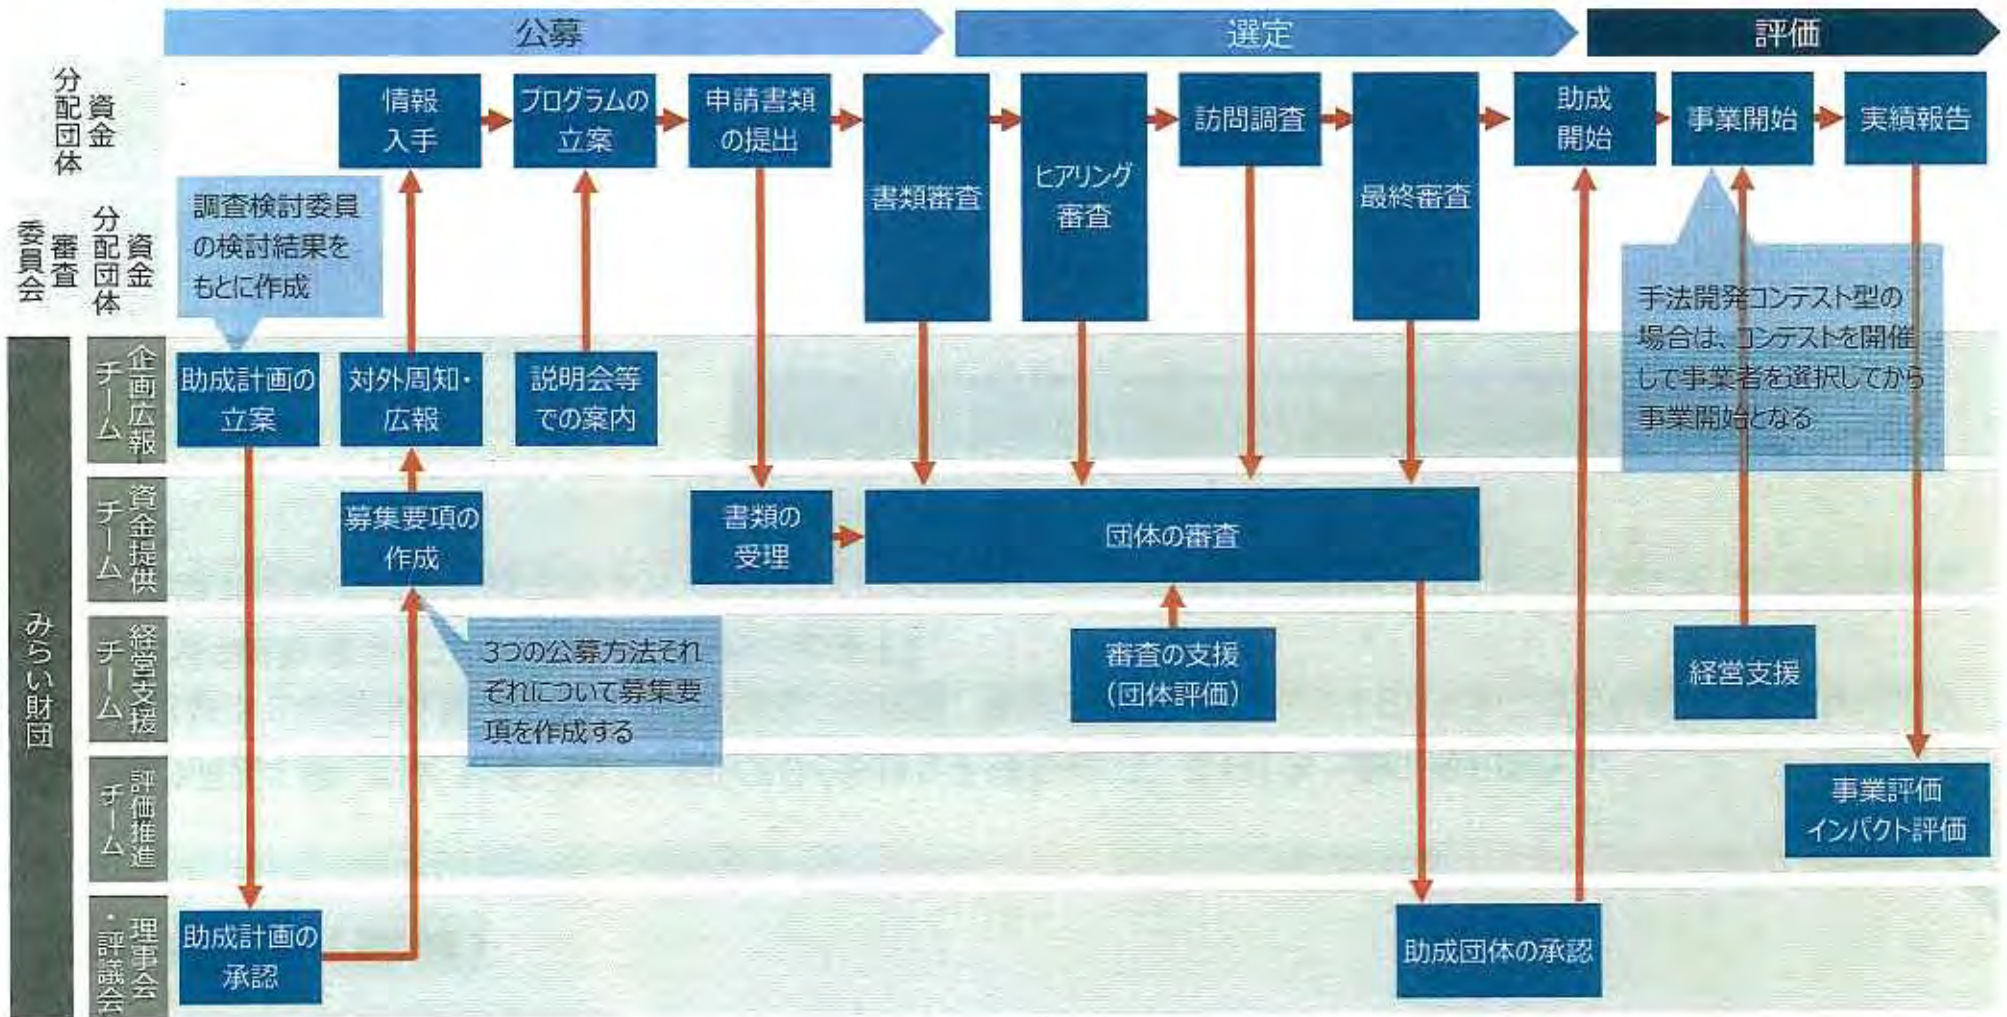 公募
選定
評価
資金
分配団体
情報
入手
プログラムの
立案
申請書類
の提出
書類審査
ヒアリング
審査
訪問調査
最終審査
助成
開始
事業開始
実績報告
資金
分配団体
審査
委員会
調査検討委員
の検討結果を
もとに作成
手法開発コンテスト型の
場合は、コンテストを開催
して事業者を選択してから
事業開始となる
みらい財団
企画広報
チーム
助成計画の
立案
対外周知・
広報
説明会等
での案内
資金提供
チーム
募集要項の
作成
書類の
受理
団体の審査
経営支援
チーム
3つの公募方法それ
ぞれについて募集要
項を作成する
審査の支援
(団体評価)
経営支援
評価推進
チーム
事業評価
インパクト評価
理事会
・評議会
助成計画の
承認
助成団体の承認